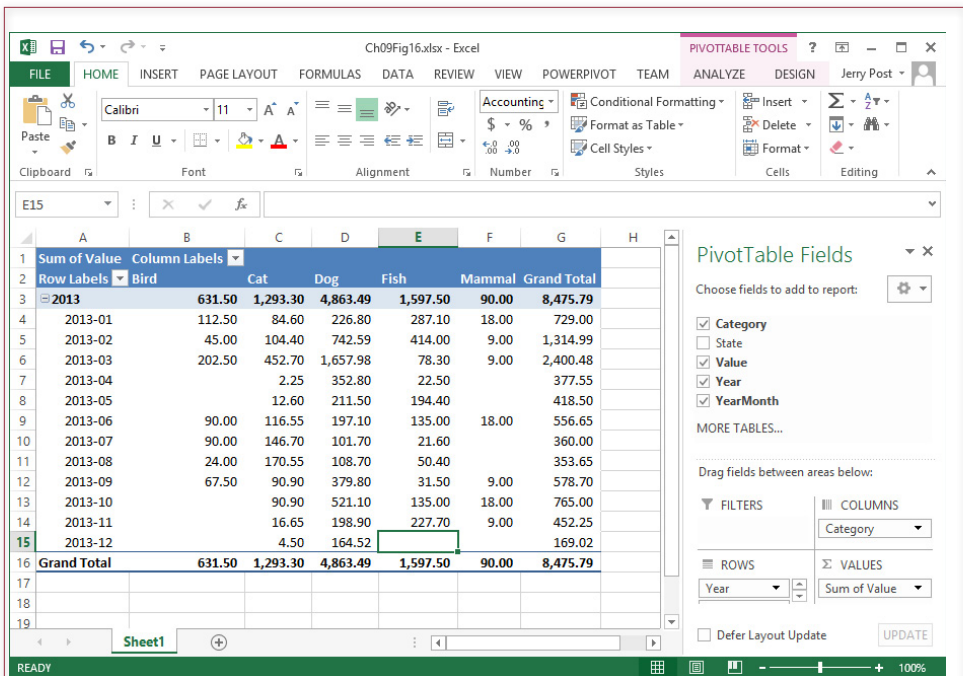 Ch09Fig16.xlsx - Excel
PIVOTTABLE TOOLS ?
FILE HOME INSERT PAGE LAYOUT FORMULAS DATA REVIEW VIEW POWERPIVOT TEAM ANALYZE DESIGN Jerry Post
Paste
Calibri 11
B I U A
Accounting
$ % ,
Conditional Formatting
Format as Table
Cell Styles
Insert
Delete
Format
Clipboard Font Alignment Number Styles Cells Editing
E15 fx
A B C D E F G H
1 Sum of Value Column Labels
2 Row Labels Bird Cat Dog Fish Mammal Grand Total
3 2013 631.50 1,293.30 4,863.49 1,597.50 90.00 8,475.79
4 2013-01 112.50 84.60 226.80 287.10 18.00 729.00
5 2013-02 45.00 104.40 742.59 414.00 9.00 1,314.99
6 2013-03 202.50 452.70 1,657.98 78.30 9.00 2,400.48
7 2013-04 2.25 352.80 22.50 377.55
8 2013-05 12.60 211.50 194.40 418.50
9 2013-06 90.00 116.55 197.10 135.00 18.00 556.65
10 2013-07 90.00 146.70 101.70 21.60 360.00
11 2013-08 24.00 170.55 108.70 50.40 353.65
12 2013-09 67.50 90.90 379.80 31.50 9.00 578.70
13 2013-10 90.90 521.10 135.00 18.00 765.00
14 2013-11 16.65 198.90 227.70 9.00 452.25
15 2013-12 4.50 164.52 169.02
16 Grand Total 631.50 1,293.30 4,863.49 1,597.50 90.00 8,475.79
17
18
19
PivotTable Fields
Choose fields to add to report:
Category
State
Value
Year
YearMonth
MORE TABLES...
Drag fields between areas below:
FILTERS
COLUMNS
Category
ROWS
Year
Σ VALUES
Sum of Value
Defer Layout Update
UPDATE
Sheet1
READY
100%